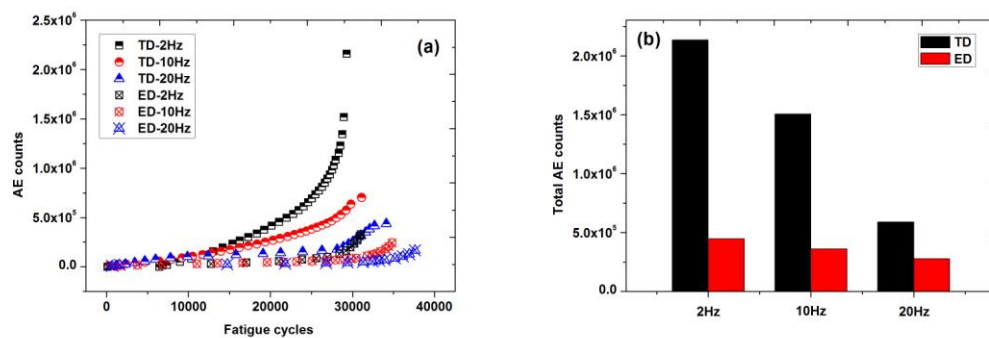 2.5x10⁶
2.0x10⁶
1.5x10⁶
1.0x10⁶
5.0x10⁵
0.0
AE counts
(a)
TD-2Hz
TD-10Hz
TD-20Hz
ED-2Hz
ED-10Hz
ED-20Hz
0 10000 20000 30000 40000
Fatigue cycles
(b)
TD
ED
2.0x10⁶
1.5x10⁶
1.0x10⁶
5.0x10⁵
0.0
Total AE counts
2Hz 10Hz 20Hz